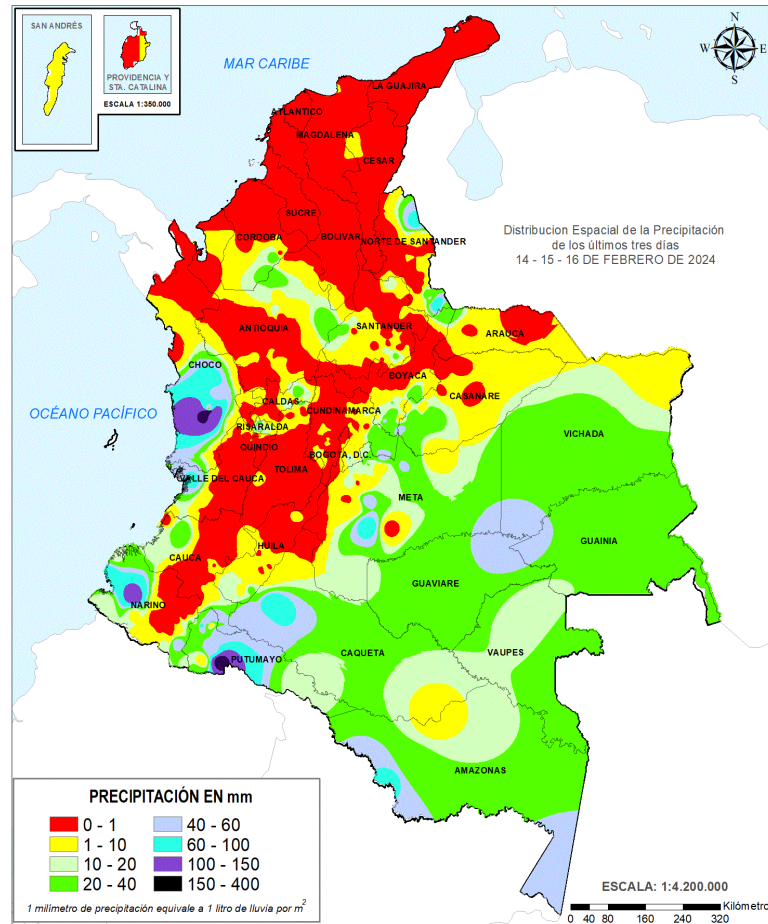 SAN ANDRÉS
PROVIDENCIA Y
STA. CATALINA
ESCALA 1:350.000
N
W
E
S
MAR CARIBE
LA GUAJIRA
ATLANTICO
MAGDALENA
CESAR
SUCRE
CORDOBA
BOLIVAR
NORTE DE SANTANDER
Distribucion Espacial de la Precipitación
de los últimos tres días
14 - 15 - 16 DE FEBRERO DE 2024
ANTIOQUIA
SANTANDER
ARAUCA
CHOCO
BOYACA
OCÉANO PACÍFICO
CALDAS
CASANARE
CUNDINAMARCA
RISARALDA
VICHADA
QUINDIO
BOGOTA, D.C.
TOLIMA
VALLE DEL CAUCA
META
GUAINIA
HUILA
CAUCA
GUAVIARE
NARIÑO
CAQUETA
VAUPES
PUTUMAYO
AMAZONAS
PRECIPITACIÓN EN mm
0 - 1
40 - 60
1 - 10
60 - 100
10 - 20
100 - 150
20 - 40
150 - 400
1 milímetro de precipitación equivale a 1 litro de lluvia por m2
ESCALA: 1:4.200.000
Kilómetro
0 40 80 160 240 320